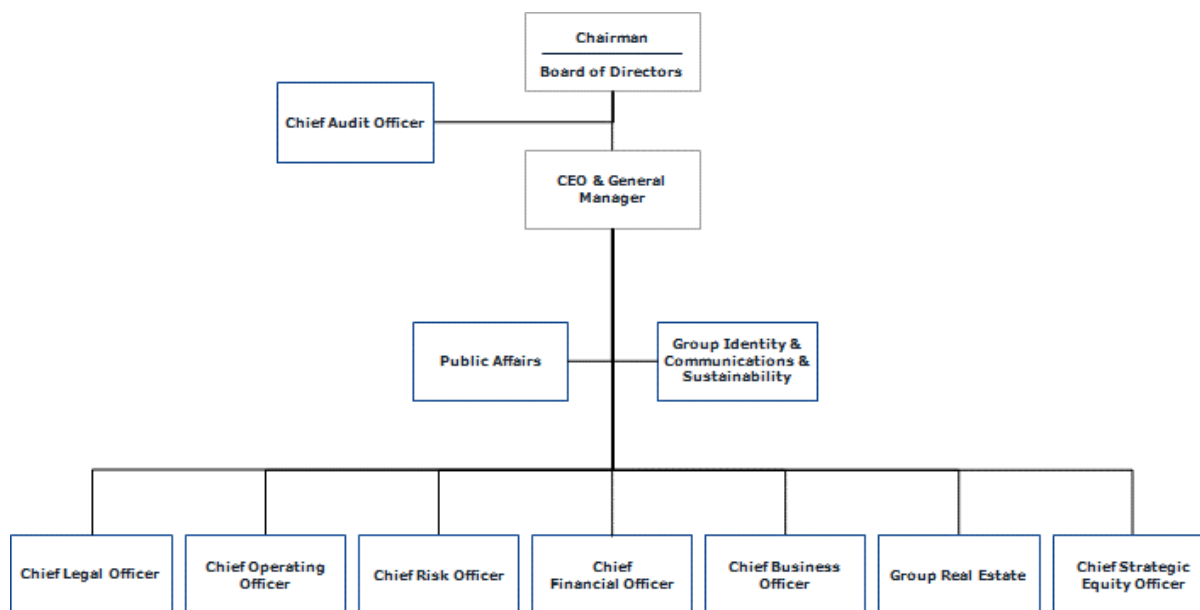 Chairman
Board of Directors
Chief Audit Officer
CEO & General
Manager
Public Affairs
Group Identity &
Communications &
Sustainability
Chief Legal Officer
Chief Operating
Officer
Chief Risk Officer
Chief
Financial Officer
Chief Business
Officer
Group Real Estate
Chief Strategic
Equity Officer